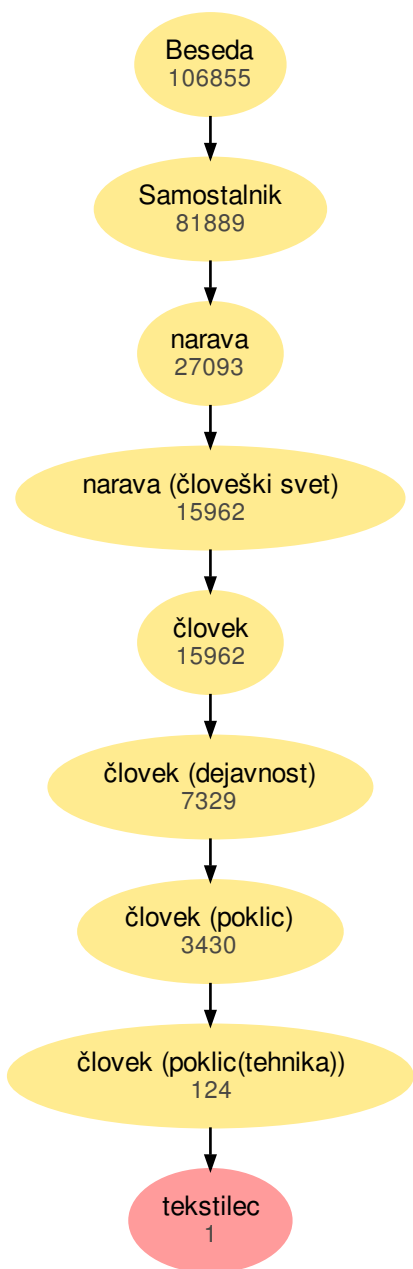 Beseda
106855
Samostalnik
81889
narava
27093
narava (človeški svet)
15962
človek
15962
človek (dejavnost)
7329
človek (poklic)
3430
človek (poklic(tehnika))
124
tekstilec
1